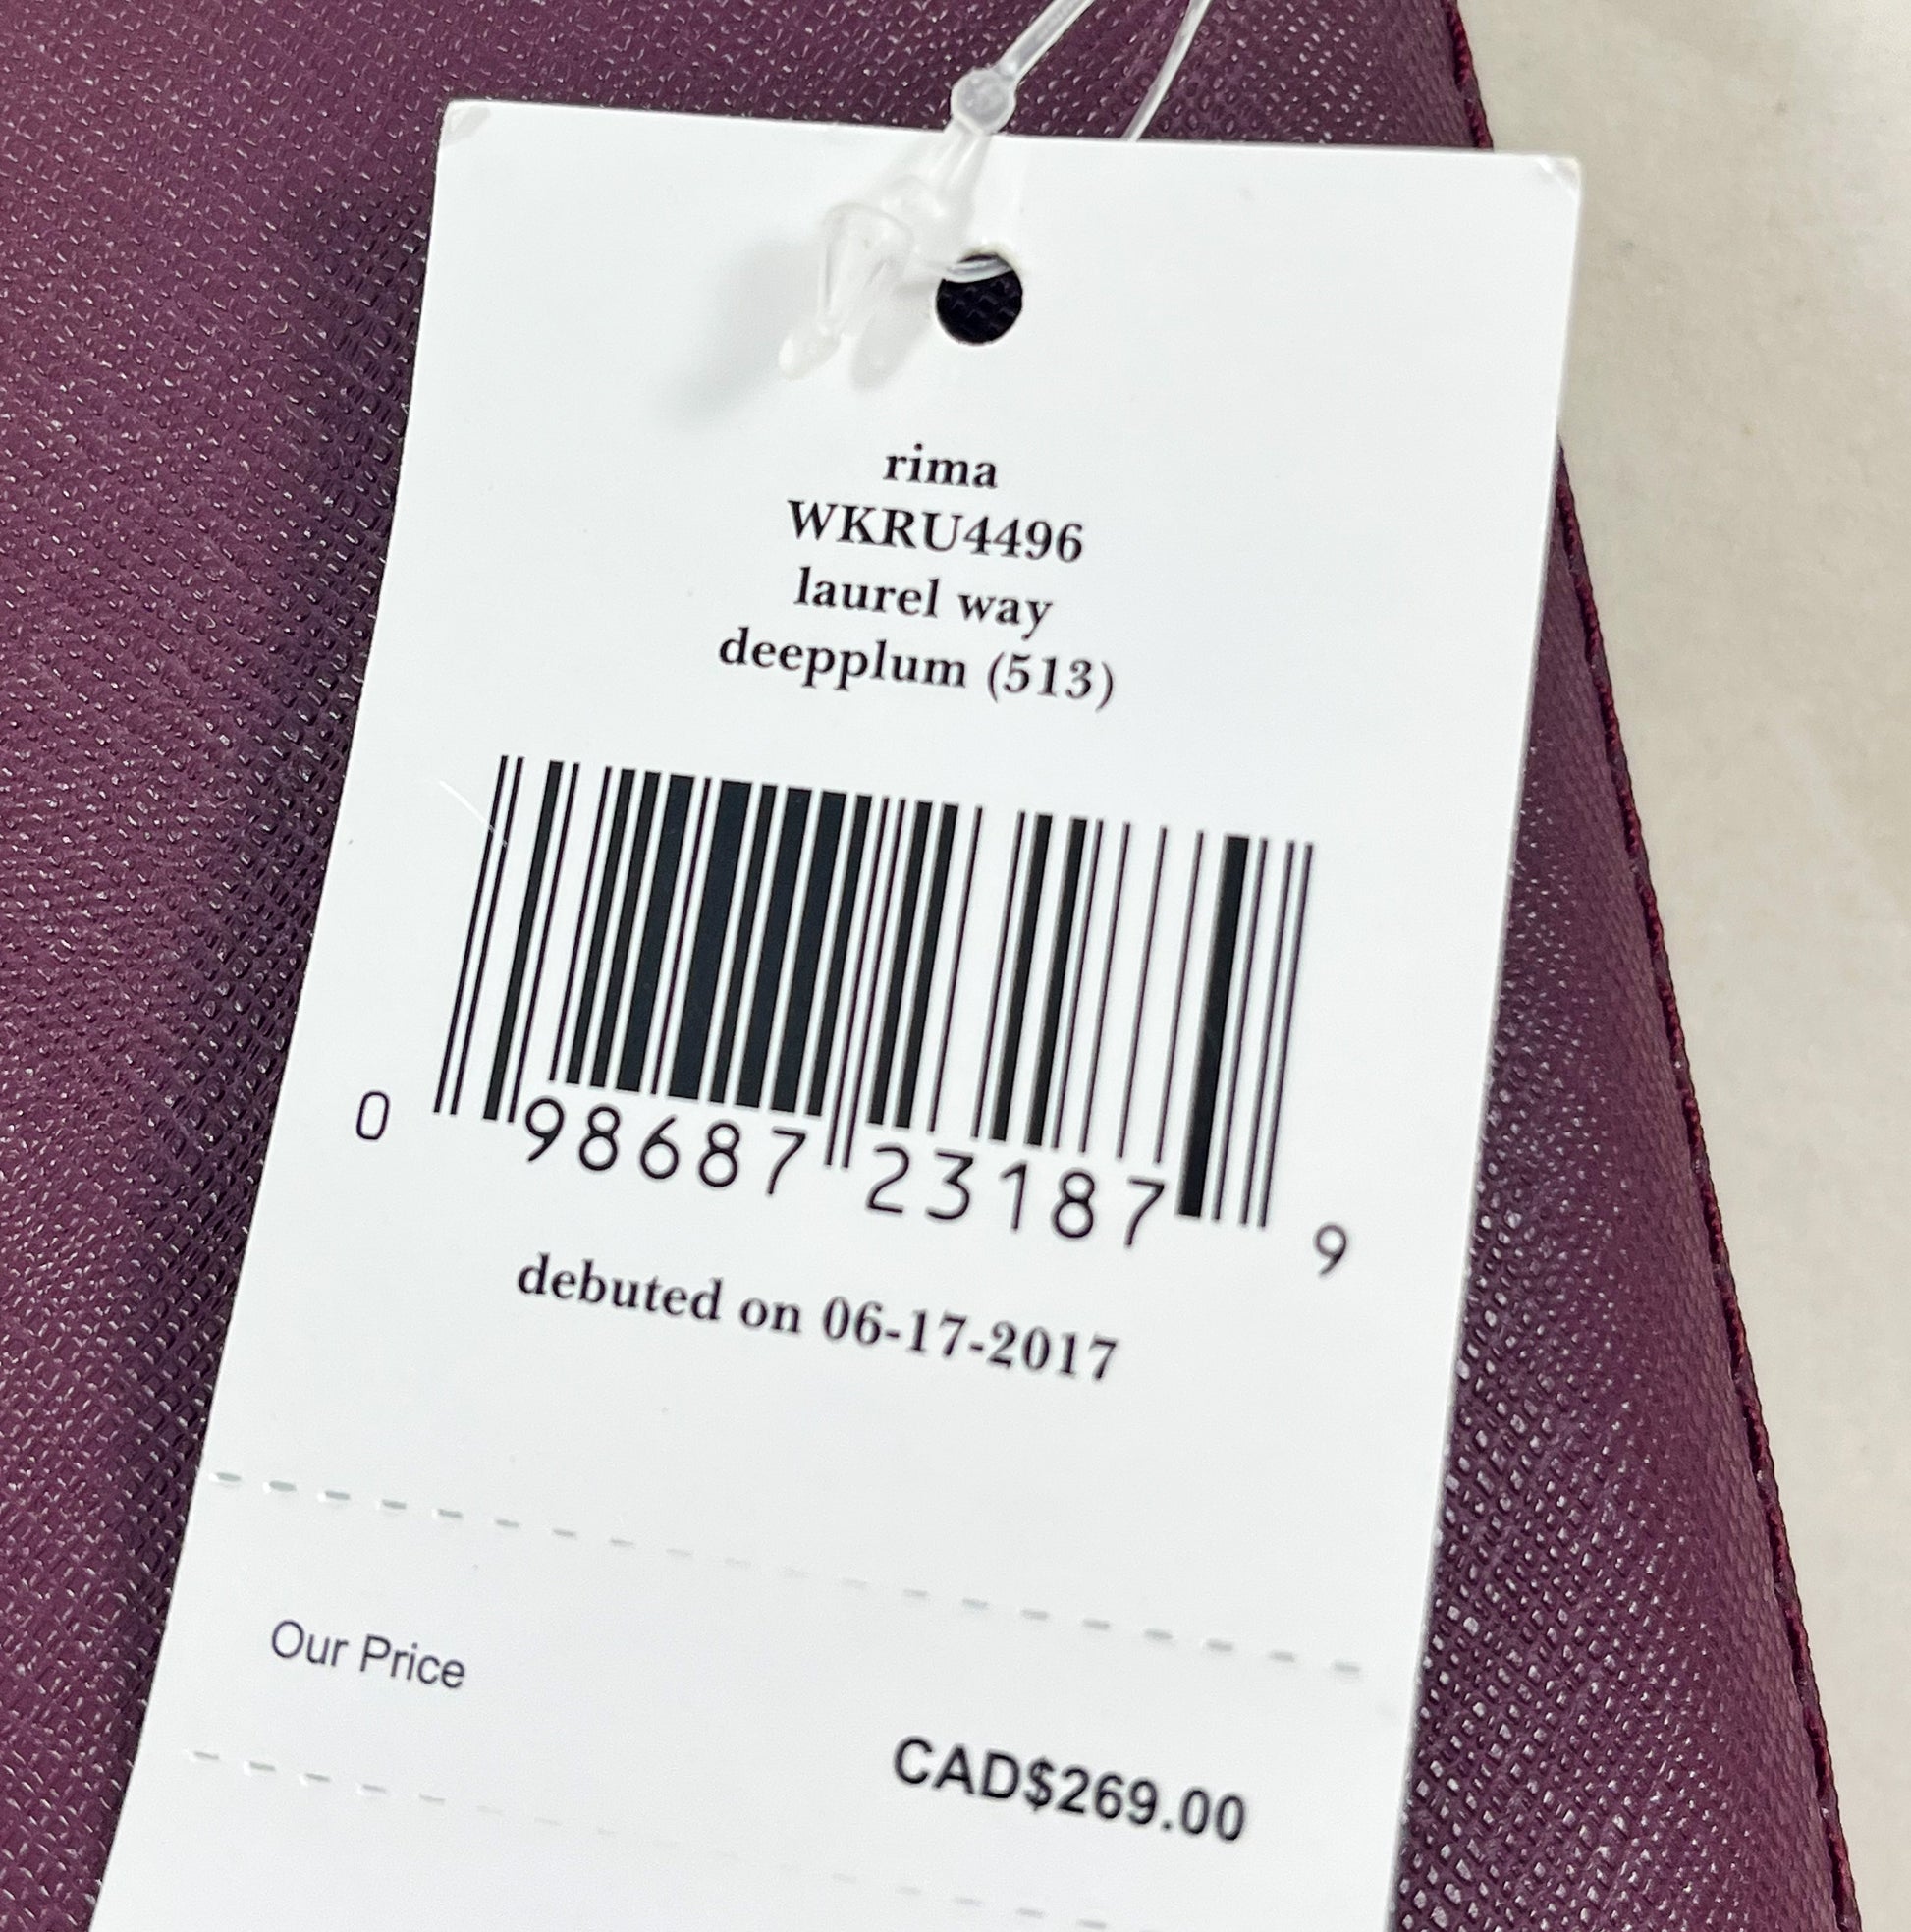 rima
WKRU4496
laurel way
deepplum (513)
0 98687 23187 9
debuted on 06-17-2017
Our Price
CAD$269.00